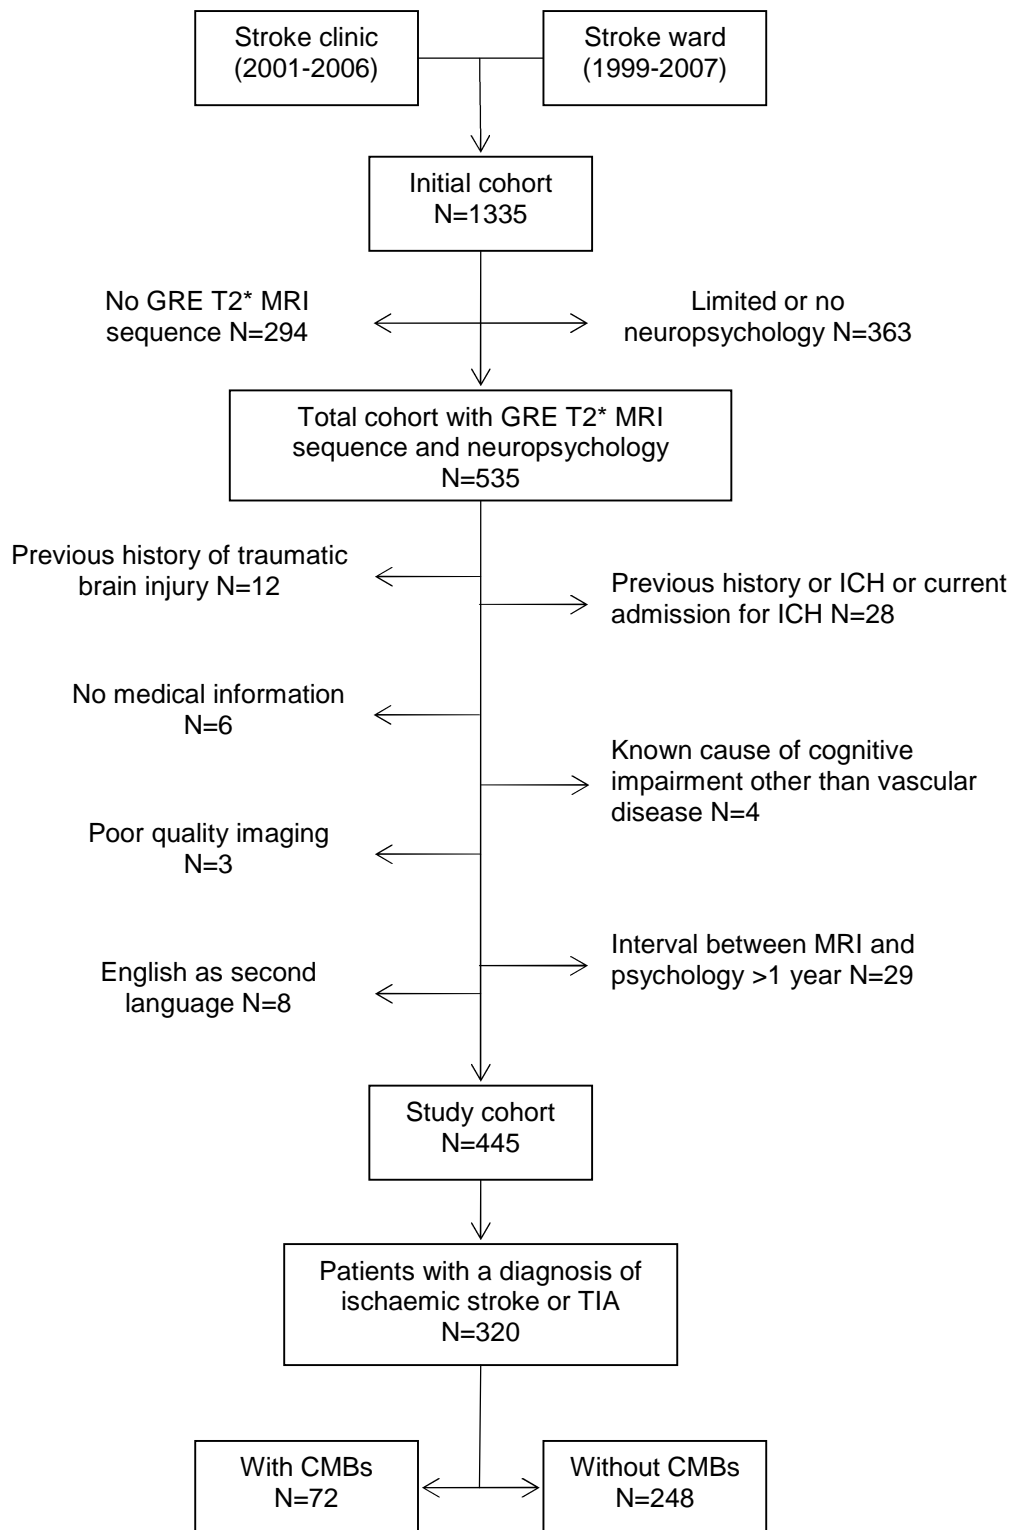 Stroke clinic
(2001-2006)
Stroke ward
(1999-2007)
Initial cohort
N=1335
No GRE T2* MRI
sequence N=294
Limited or no
neuropsychology N=363
Total cohort with GRE T2* MRI
sequence and neuropsychology
N=535
Previous history of traumatic
brain injury N=12
Previous history or ICH or current
admission for ICH N=28
No medical information
N=6
Known cause of cognitive
impairment other than vascular
disease N=4
Poor quality imaging
N=3
Interval between MRI and
psychology >1 year N=29
English as second
language N=8
Study cohort
N=445
Patients with a diagnosis of
ischaemic stroke or TIA
N=320
With CMBs
N=72
Without CMBs
N=248